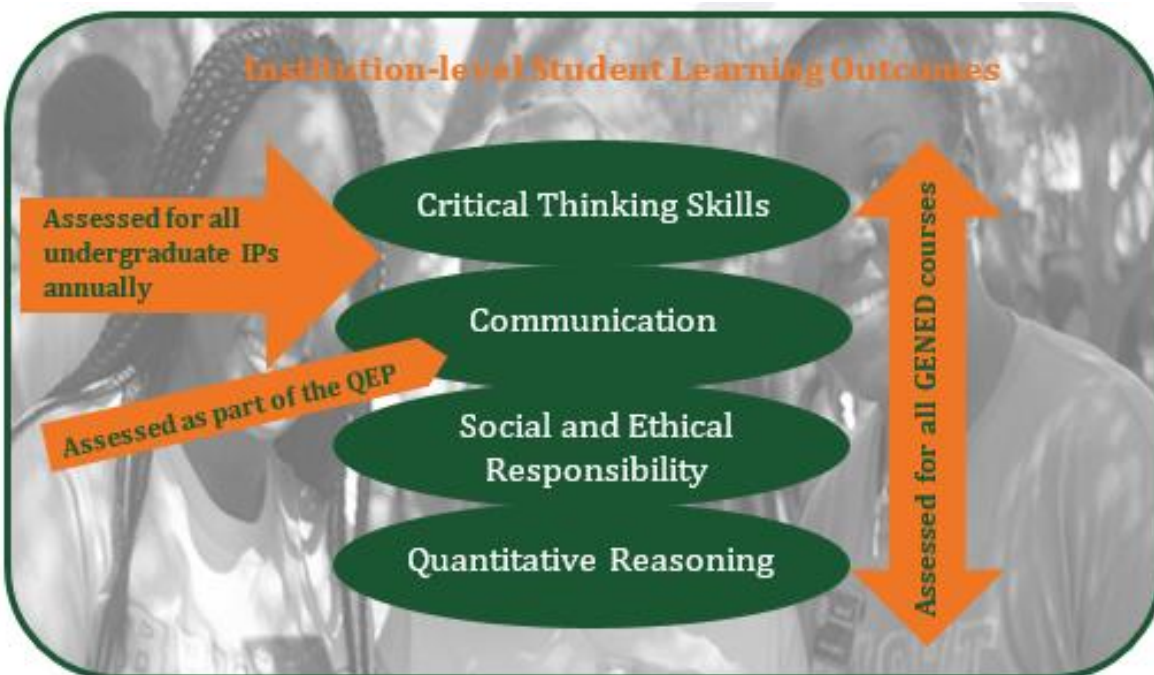 Institution-level Student Learning Outcomes
Assessed for all
undergraduate IPs
annually
Critical Thinking Skills
Communication
Assessed as part of the QEP
Social and Ethical
Responsibility
Quantitative Reasoning
Assessed for all GENED courses